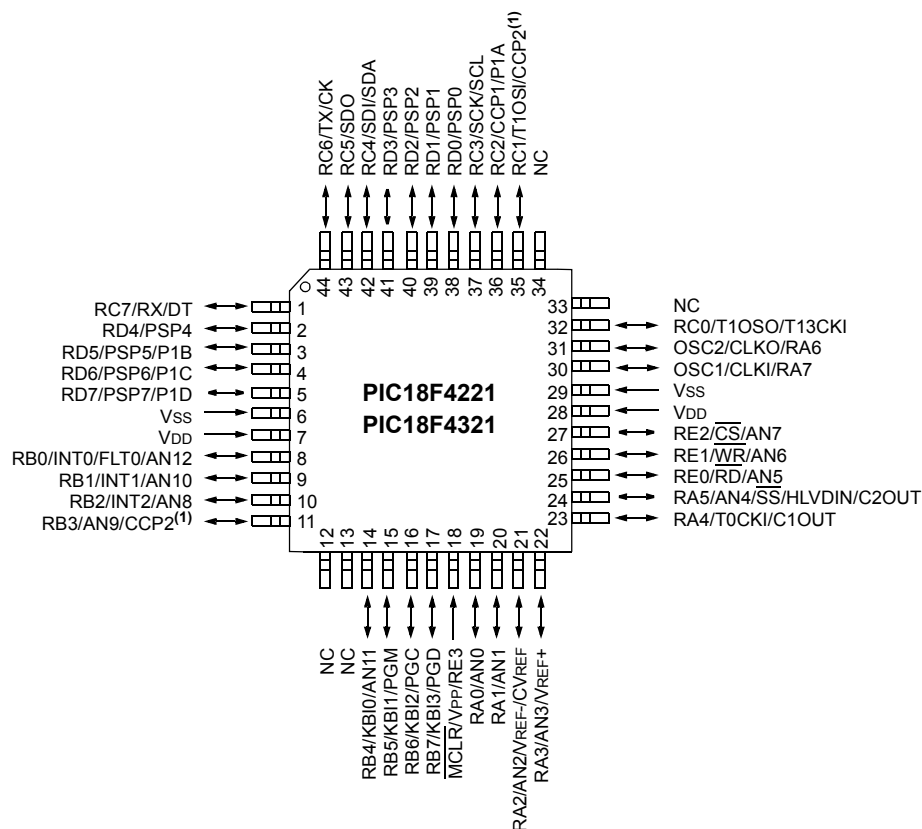 RC6/TX/CK
RC5/SDO
RC4/SDI/SDA
RD3/PSP3
RD2/PSP2
RD1/PSP1
RD0/PSP0
RC3/SCK/SCL
RC2/CCP1/P1A
RC1/T1OSI/CCP2(1)
NC
44 43 42 41 40 39 38 37 36 35 34
RC7/RX/DT 1
RD4/PSP4 2
RD5/PSP5/P1B 3
RD6/PSP6/P1C 4
RD7/PSP7/P1D 5
VSS 6
VDD 7
RB0/INT0/FLT0/AN12 8
RB1/INT1/AN10 9
RB2/INT2/AN8 10
RB3/AN9/CCP2(1) 11
PIC18F4221
PIC18F4321
33 NC
32 RC0/T1OSO/T13CKI
31 OSC2/CLKO/RA6
30 OSC1/CLKI/RA7
29 VSS
28 VDD
27 RE2/CS/AN7
26 RE1/WR/AN6
25 RE0/RD/AN5
24 RA5/AN4/SS/HLVDIN/C2OUT
23 RA4/T0CKI/C1OUT
12 13 14 15 16 17 18 19 20 21 22
NC
NC
RB4/KBI0/AN11
RB5/KBI1/PGM
RB6/KBI2/PGC
RB7/KBI3/PGD
MCLR/VPP/RE3
RA0/AN0
RA1/AN1
RA2/AN2/VREF-/CVREF
RA3/AN3/VREF+